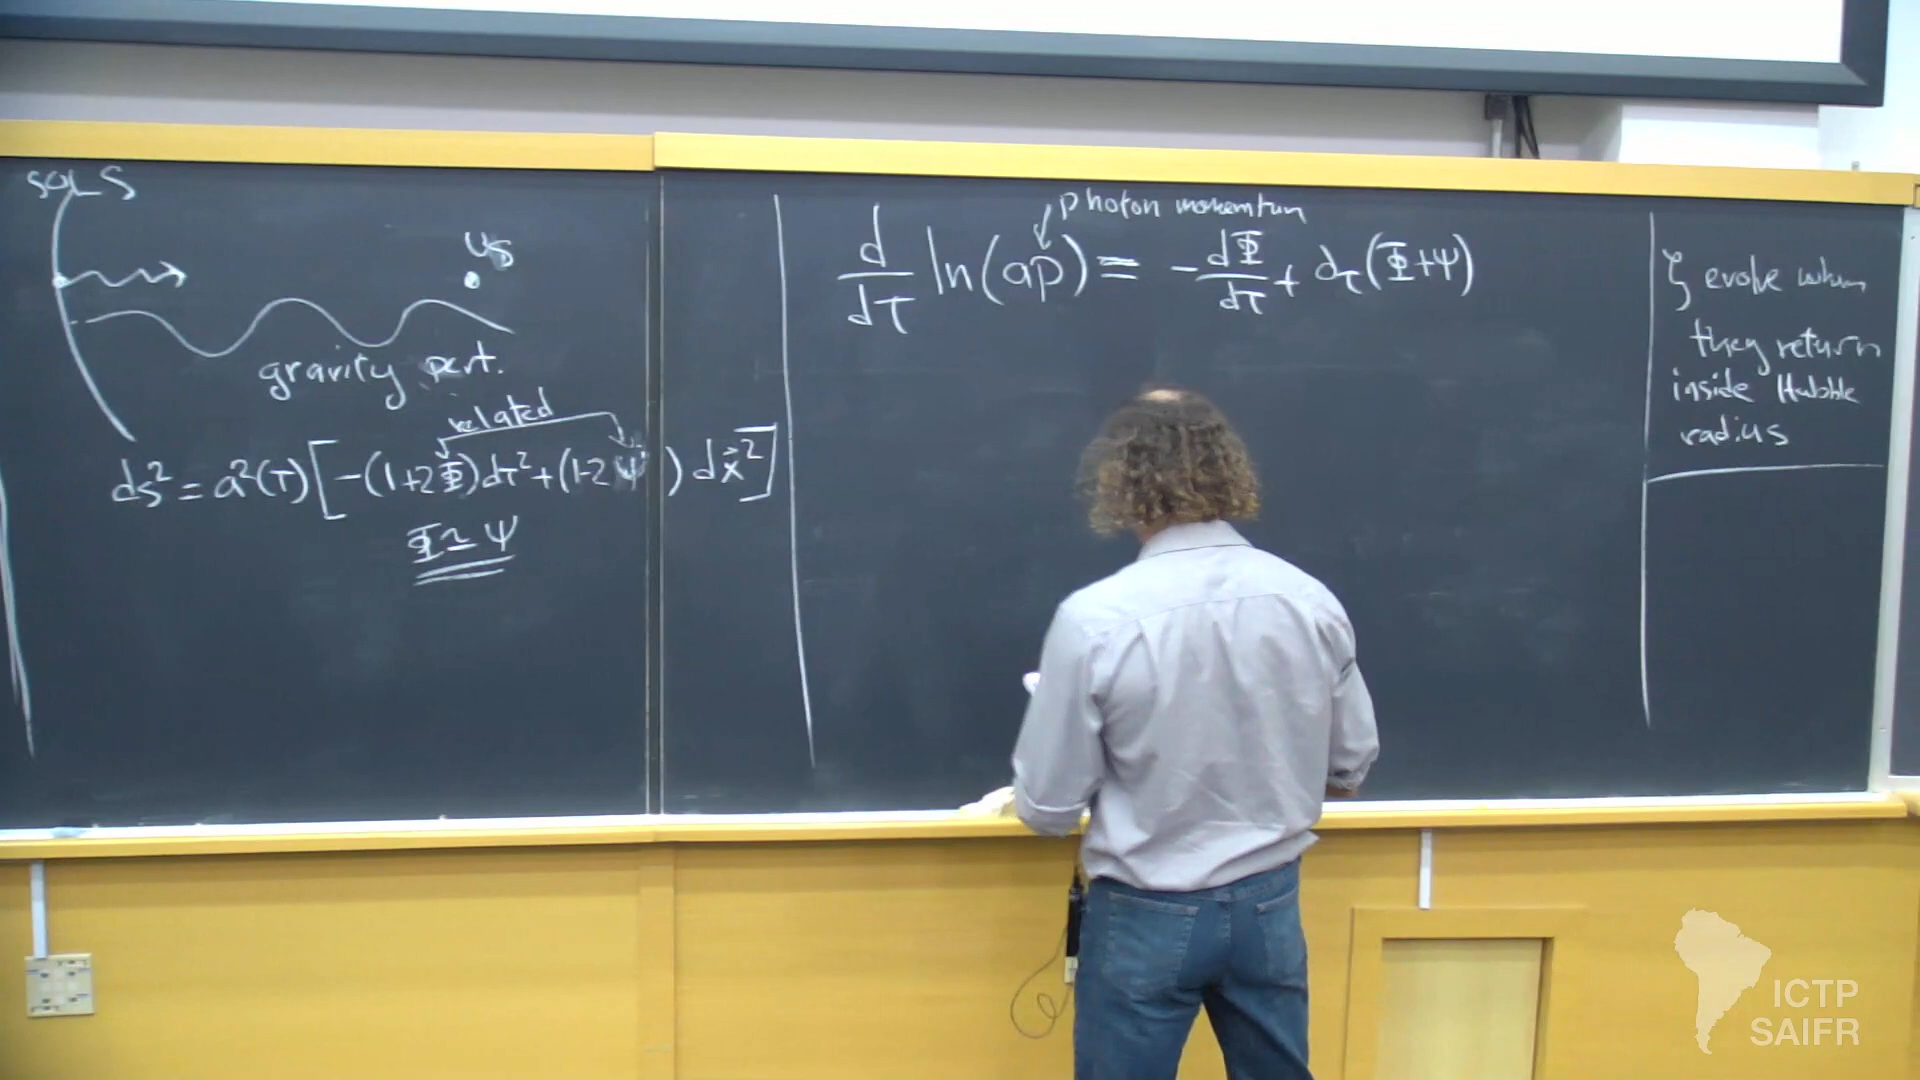 SOLS
us
gravity pert.
related
ds² = a²(τ)[-(1+2Φ)dτ²+(1-2Ψ)dx⃗²]
Φ ≃ Ψ
photon momentum
d/dτ ln(ap) = -dΦ/dτ + ∂τ(Φ+Ψ)
ζ evolve when
they return
inside Hubble
radius
ICTP
SAIFR